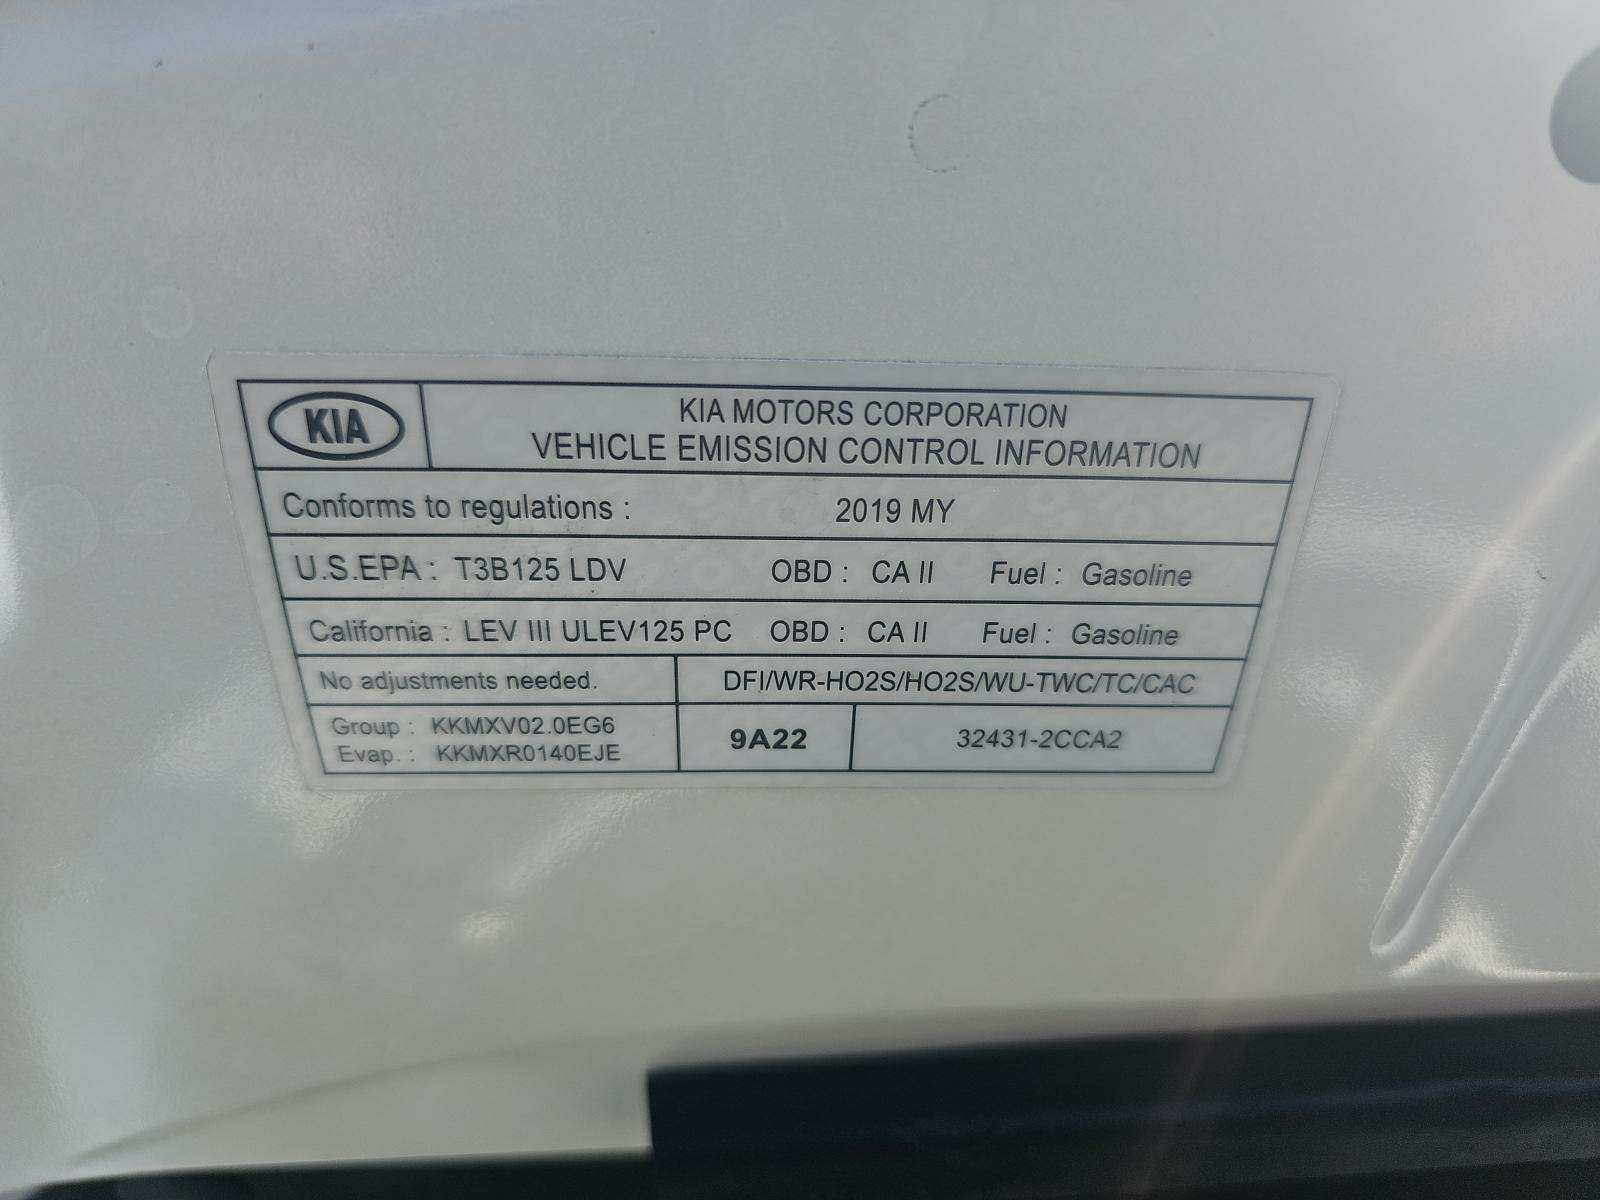 KIA
KIA MOTORS CORPORATION
VEHICLE EMISSION CONTROL INFORMATION
Conforms to regulations : 2019 MY
U.S.EPA : T3B125 LDV OBD : CA II Fuel : Gasoline
California : LEV III ULEV125 PC OBD : CA II Fuel : Gasoline
No adjustments needed. DFI/WR-HO2S/HO2S/WU-TWC/TC/CAC
Group : KKMXV02.0EG6
Evap. : KKMXR0140EJE
9A22
32431-2CCA2